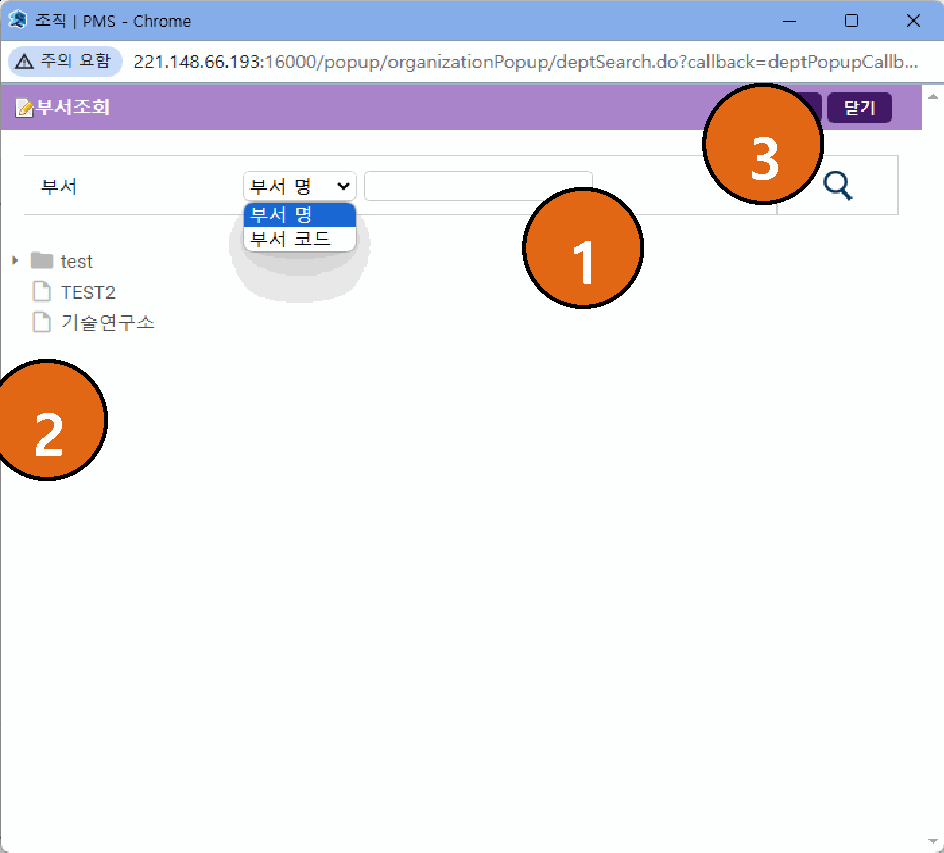 조직 | PMS - Chrome
주의 요함 221.148.66.193:16000/popup/organizationPopup/deptSearch.do?callback=deptPopupCallb...
부서조회 닫기
3
부서 부서 명
부서 명
부서 코드
1
test
TEST2
기술연구소
2